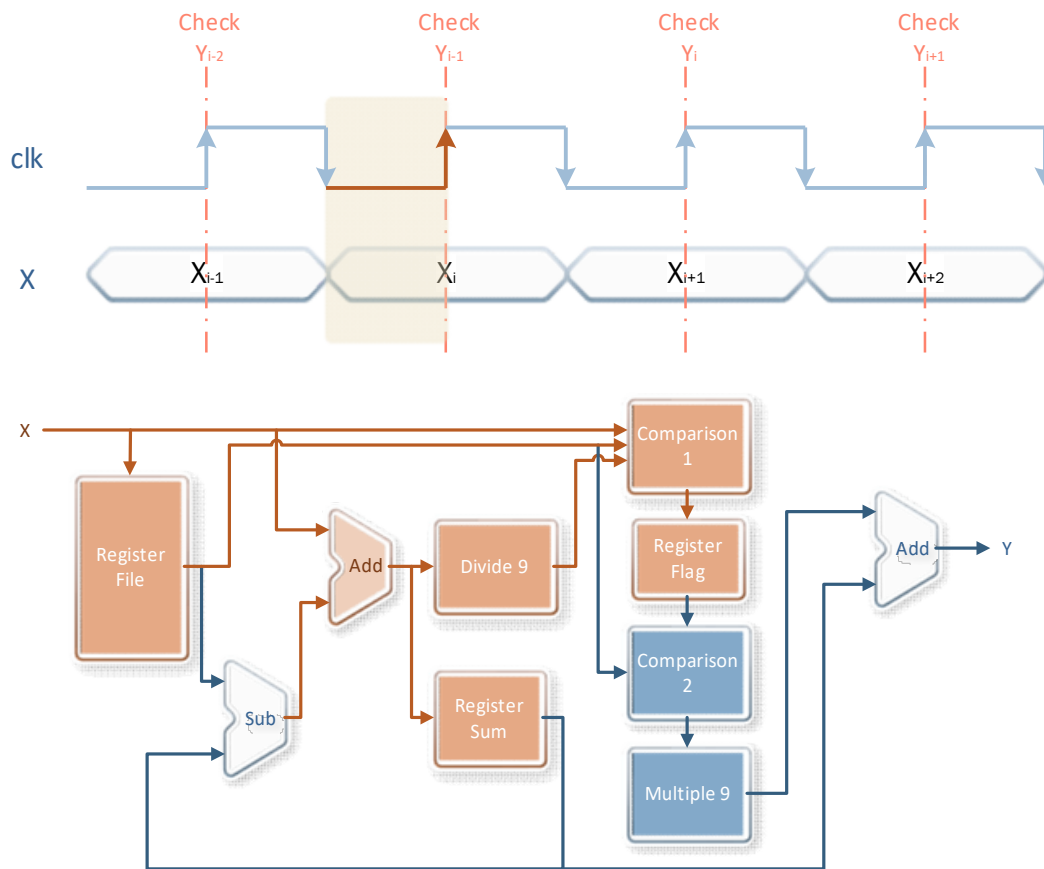 Check Check Check Check
Yi-2 Yi-1 Yi Yi+1
clk
X Xi-1 Xi Xi+1 Xi+2
X
Comparison
1
Register
File
Add
Divide 9
Register
Flag
Add
Y
Comparison
2
Sub
Register
Sum
Multiple 9